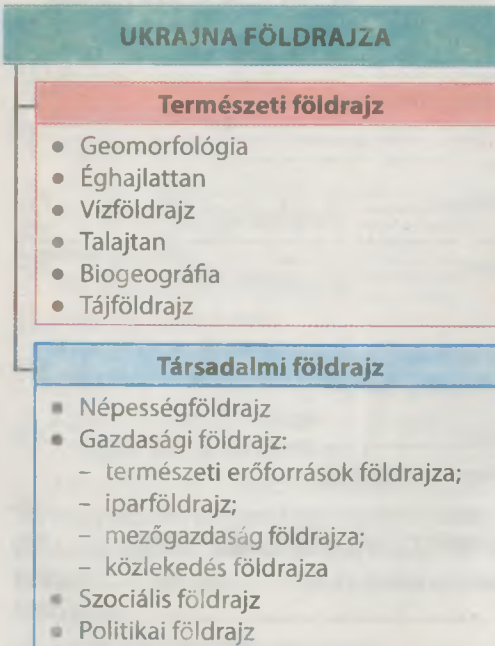 UKRAJNA FÖLDRAJZA
Természeti földrajz
• Geomorfológia
• Éghajlattan
• Vízföldrajz
• Talajtan
• Biogeográfia
• Tájföldrajz
Társadalmi földrajz
• Népességföldrajz
• Gazdasági földrajz:
– természeti erőforrások földrajza;
– iparföldrajz;
– mezőgazdaság földrajza;
– közlekedés földrajza
• Szociális földrajz
• Politikai földrajz